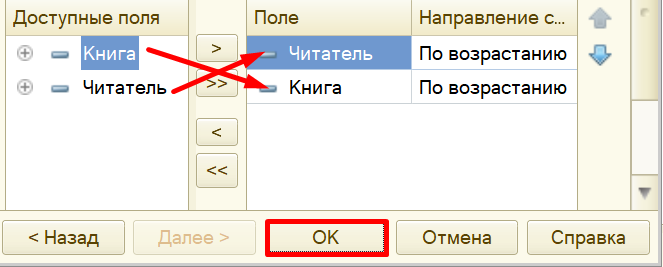 Доступные поля
Поле
Направление с...
Книга
Читатель
>
>>
<
<<
Читатель По возрастанию
Книга По возрастанию
< Назад
Далее >
OK
Отмена
Справка